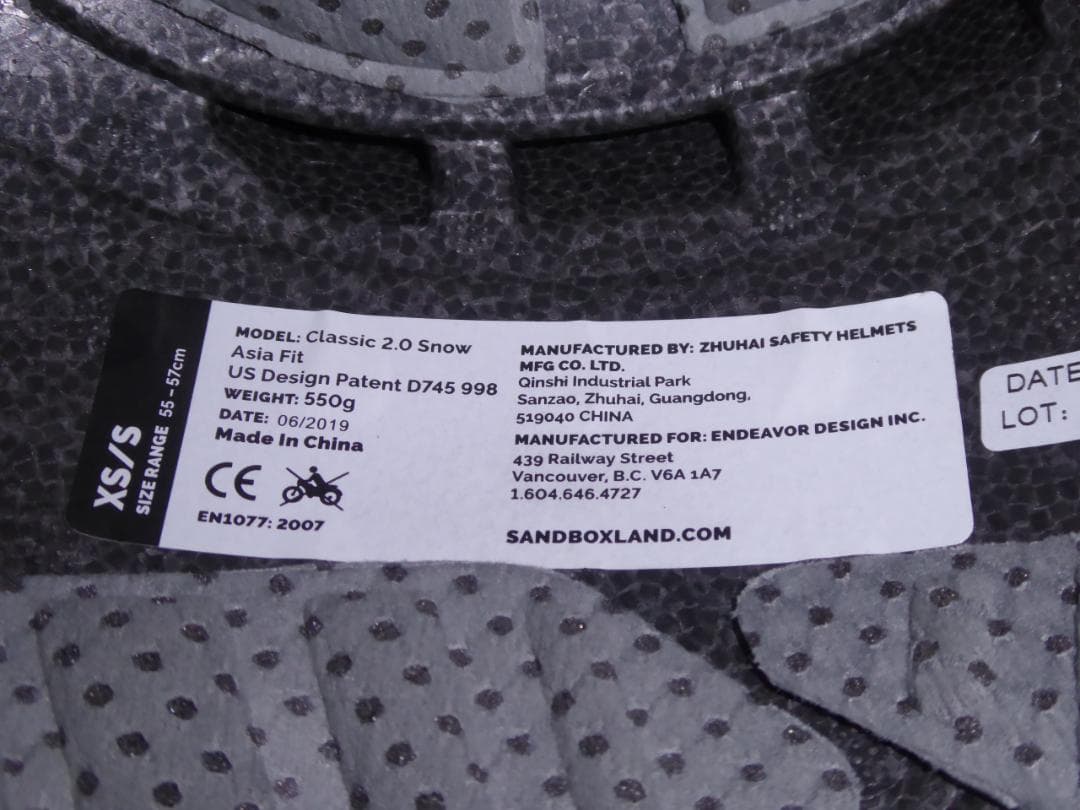 XS/S
SIZE RANGE 55 – 57cm
MODEL: Classic 2.0 Snow
Asia Fit
US Design Patent D745 998
WEIGHT: 550g
DATE: 06/2019
Made In China
CE
EN1077: 2007
MANUFACTURED BY: ZHUHAI SAFETY HELMETS
MFG CO. LTD.
Qinshi Industrial Park
Sanzao, Zhuhai, Guangdong,
519040 CHINA
MANUFACTURED FOR: ENDEAVOR DESIGN INC.
439 Railway Street
Vancouver, B.C. V6A 1A7
1.604.646.4727
SANDBOXLAND.COM
DATE
LOT: